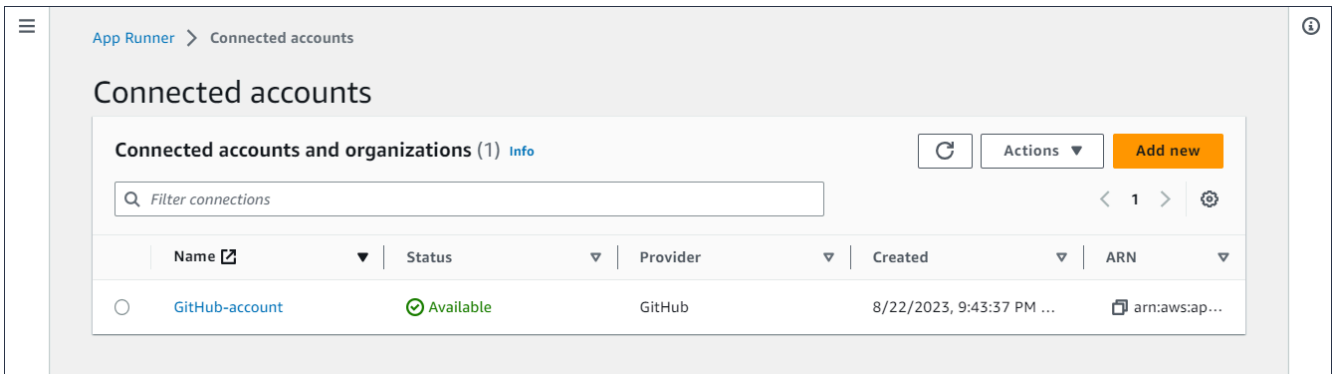 App Runner > Connected accounts
Connected accounts
Connected accounts and organizations (1) Info
Actions
Add new
Filter connections
1
Name Status Provider Created ARN
GitHub-account Available GitHub 8/22/2023, 9:43:37 PM ... arn:aws:ap...